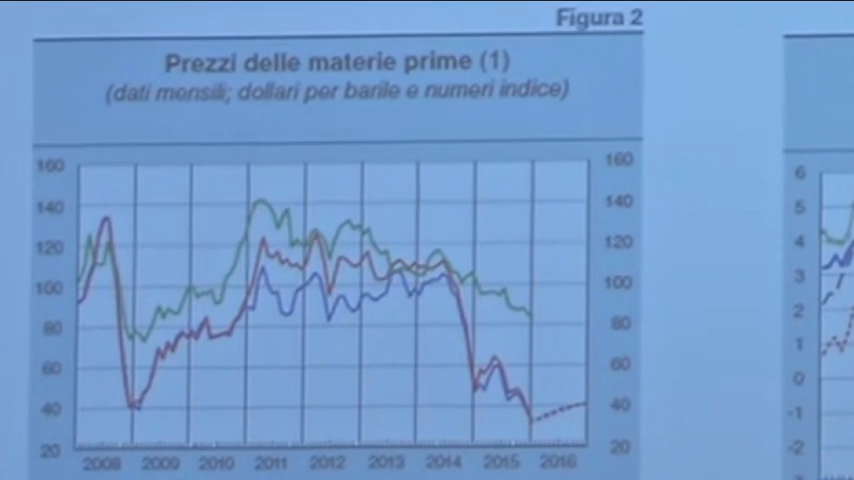 Figura 2
Prezzi delle materie prime (1)
(dati mensili; dollari per barile e numeri indice)
160 160 6
140 140 5
120 120 4
100 100 3
80 80 2
60 60 1
40 40 0
20 20 -1
-2
2008 2009 2010 2011 2012 2013 2014 2015 2016